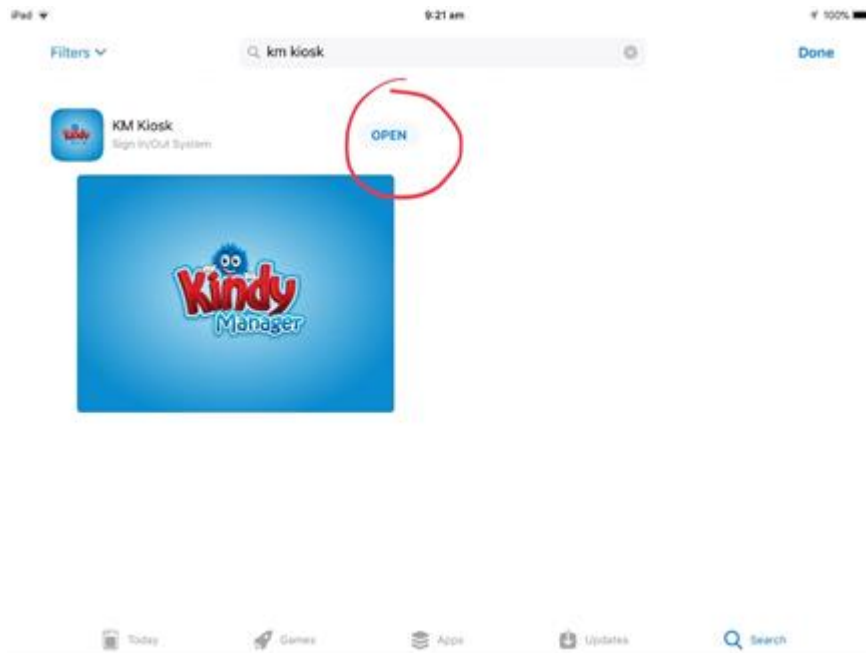 iPad 9:21 am 100%
Filters km kiosk Done
KM Kiosk
Sign In/Out System
OPEN
Kindy
Kindy
Manager
Today Games Apps Updates Search